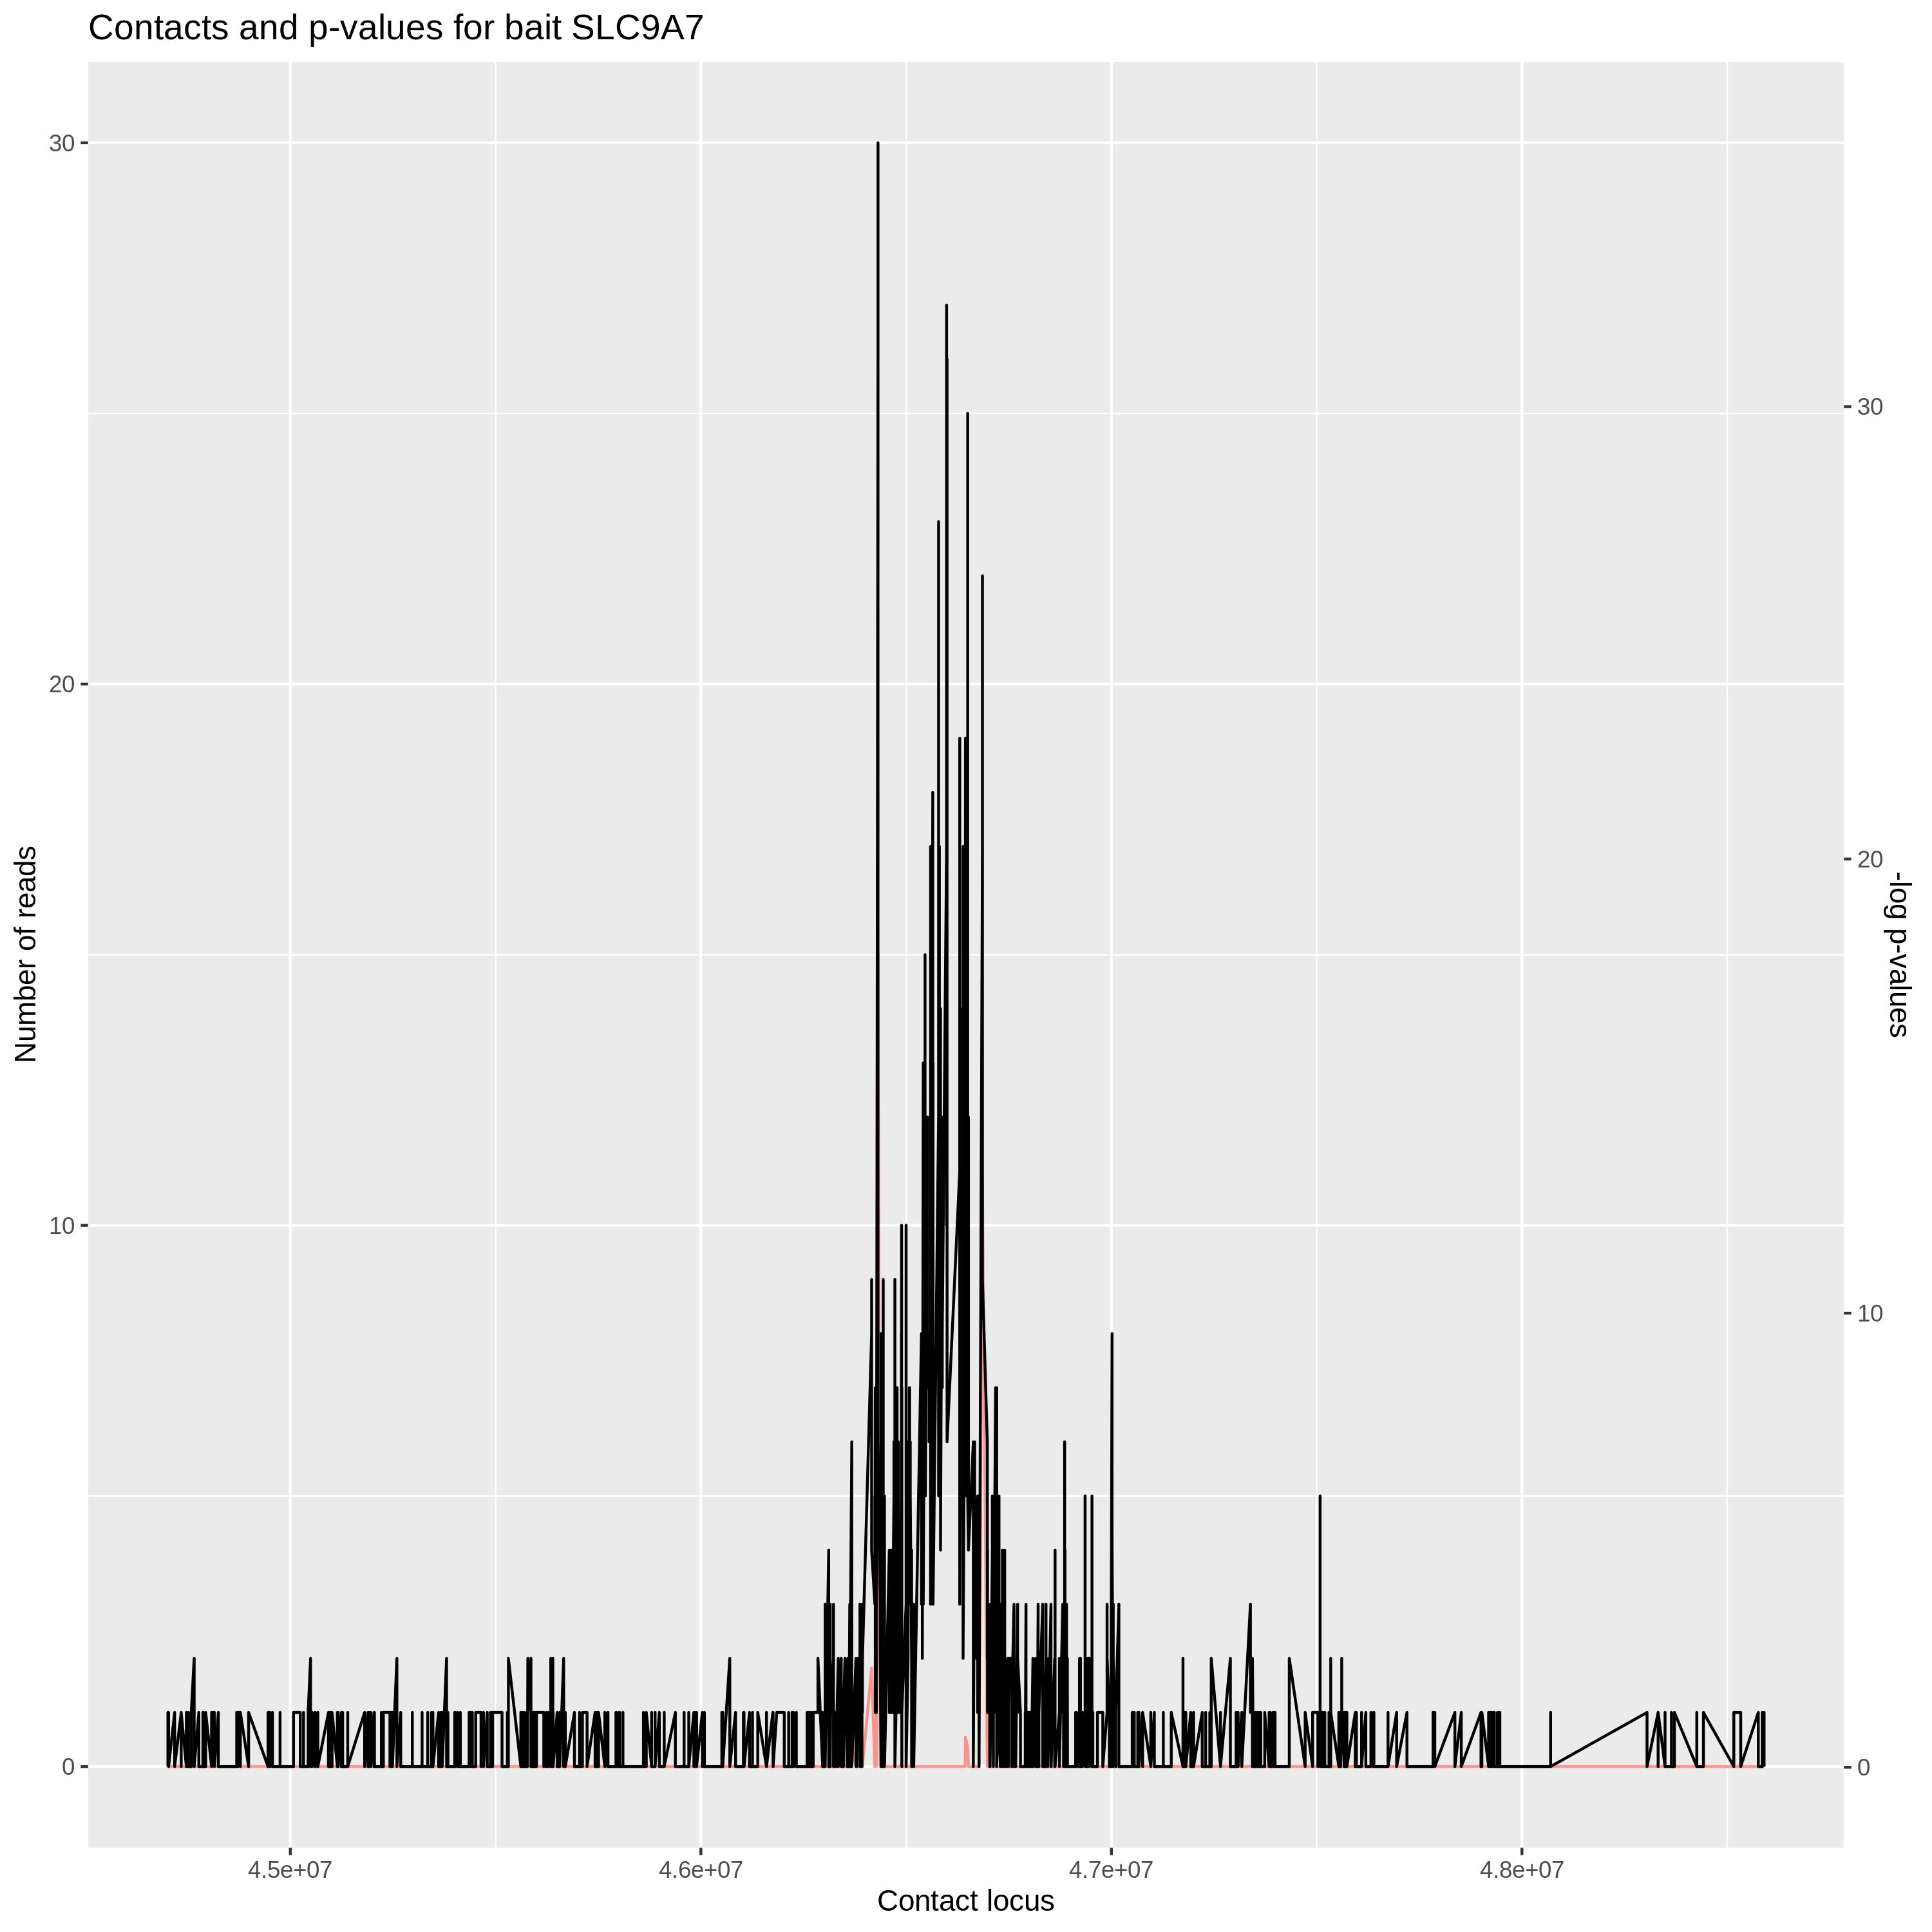 Contacts and p-values for bait SLC9A7
30
20
10
0
Number of reads
30
20
10
0
-log p-values
4.5e+07
4.6e+07
4.7e+07
4.8e+07
Contact locus